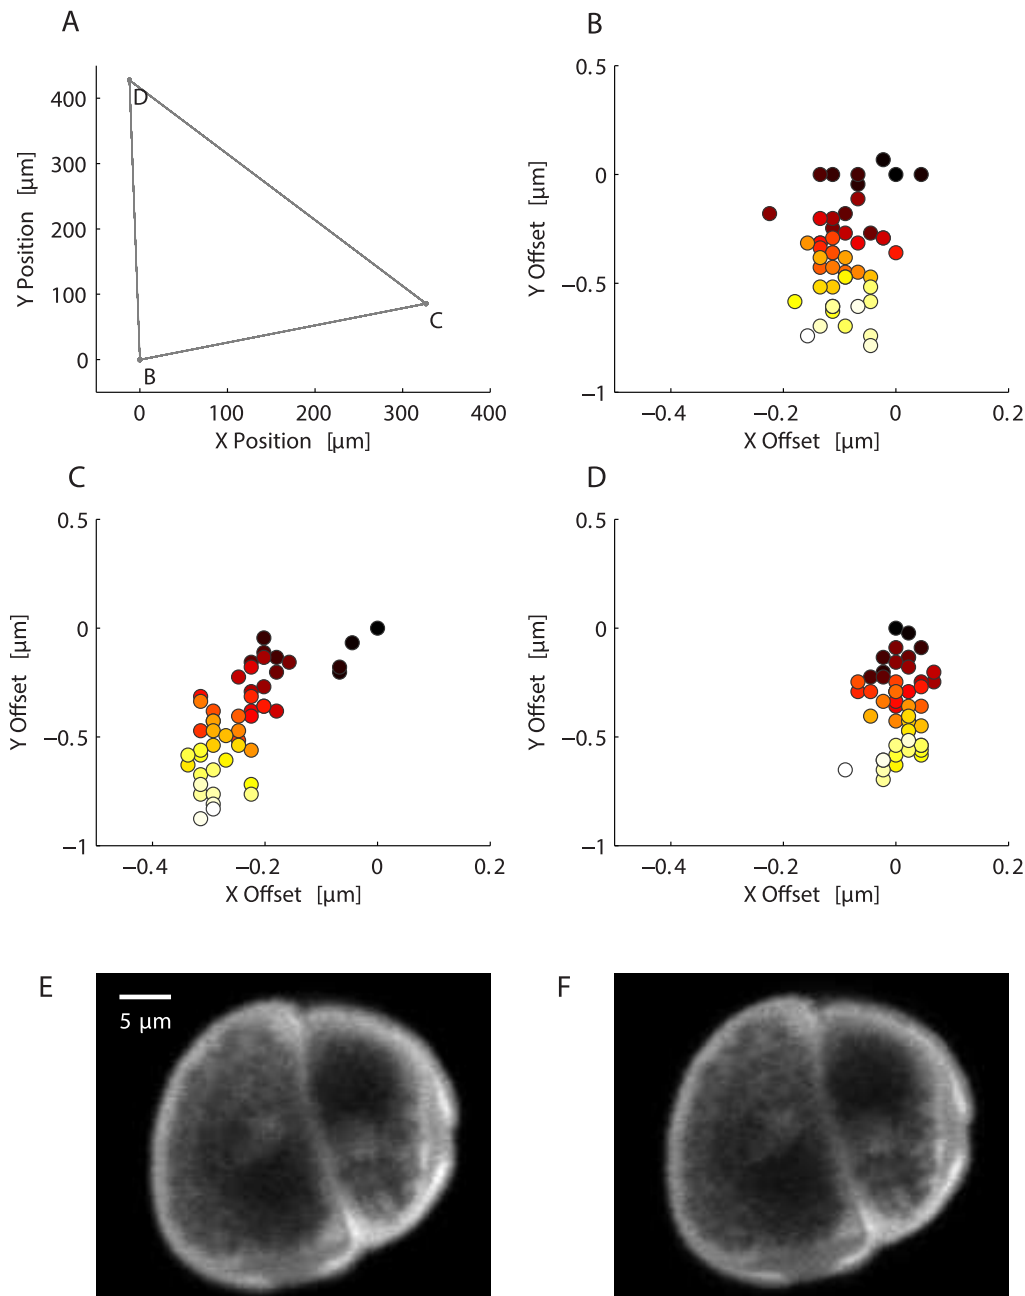 A
B
400
300
200
100
0
Y Position [μm]
D
C
B
0
100
200
300
400
X Position [μm]
0.5
0
−0.5
−1
Y Offset [μm]
−0.4
−0.2
0
0.2
X Offset [μm]
C
D
0.5
0
−0.5
−1
Y Offset [μm]
−0.4
−0.2
0
0.2
X Offset [μm]
0.5
0
−0.5
−1
Y Offset [μm]
−0.4
−0.2
0
0.2
X Offset [μm]
E
5 μm
F